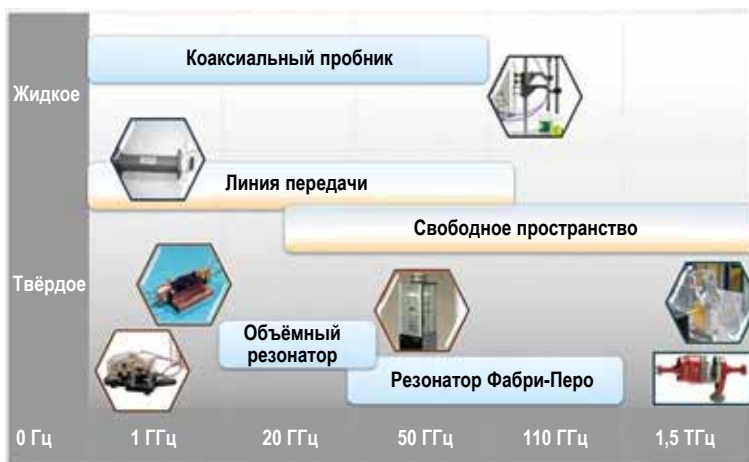 Коаксиальный пробник
Жидкое
Линия передачи
Свободное пространство
Твёрдое
Объёмный
резонатор
Резонатор Фабри-Перо
0 Гц 1 ГГц 20 ГГц 50 ГГц 110 ГГц 1,5 ТГц